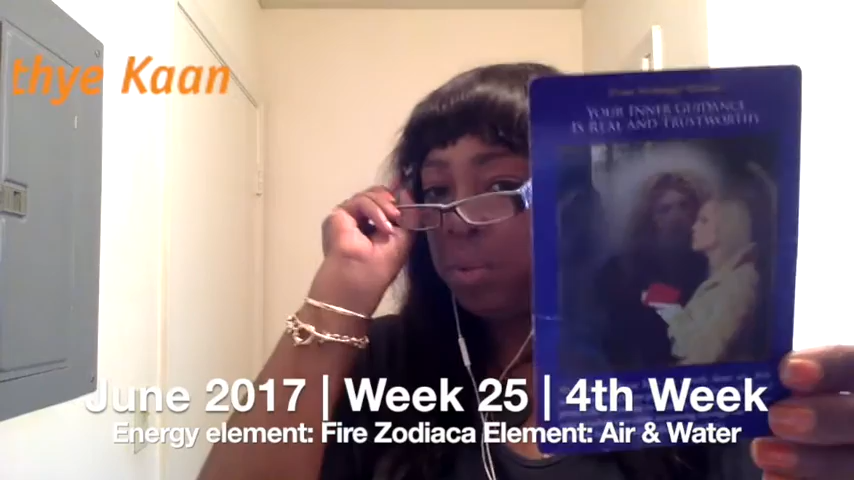 thye Kaan
YOUR INNER GUIDANCE
IS REAL AND TRUSTWORTHY
June 2017 | Week 25 | 4th Week
Energy element: Fire Zodiaca Element: Air & Water